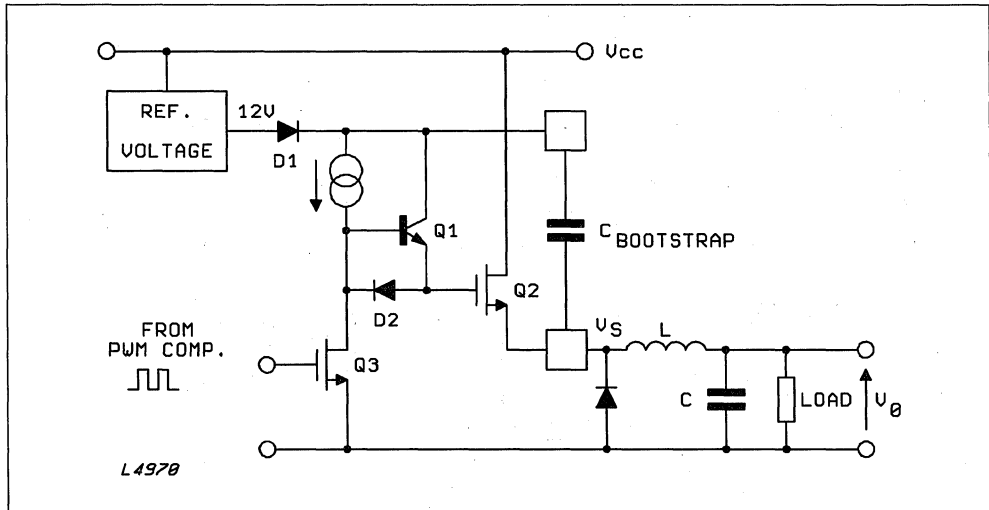 Vcc
REF.
VOLTAGE
12V
D1
Q1
C BOOTSTRAP
D2
Q2
FROM
PWM COMP.
Q3
VS
L
C
LOAD
V0
L4970